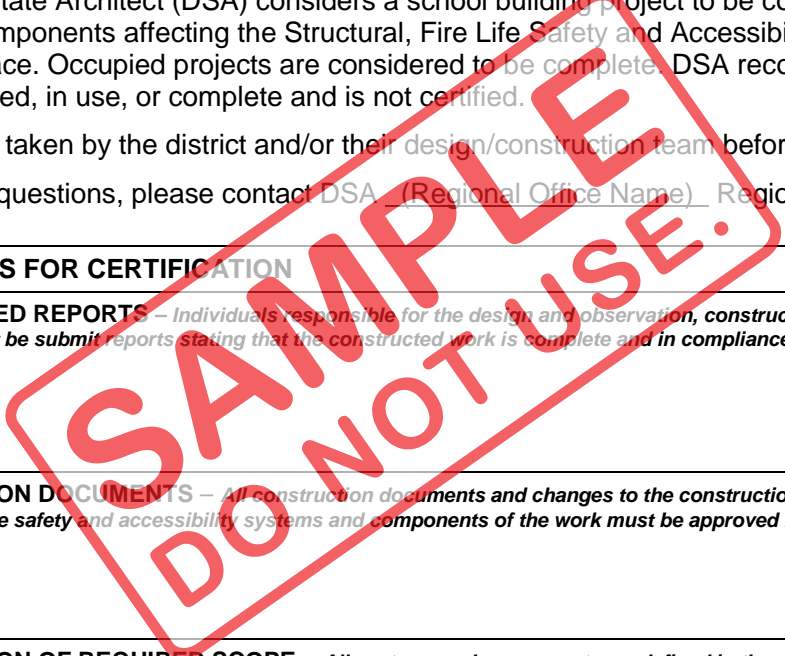 tate Architect (DSA) considers a school building project to be co
mponents affecting the Structural, Fire Life Safety and Accessibi
ace. Occupied projects are considered to be complete. DSA reco
ed, in use, or complete and is not certified.
taken by the district and/or their design/construction team befor
questions, please contact DSA (Regional Office Name) Regio
S FOR CERTIFICATION
ED REPORTS – Individuals responsible for the design and observation, construc
be submit reports stating that the constructed work is complete and in compliance
SAMPLE
DO NOT USE.
ON DOCUMENTS – All construction documents and changes to the constructio
e safety and accessibility systems and components of the work must be approved
ON OF REQUIRED SCOPE